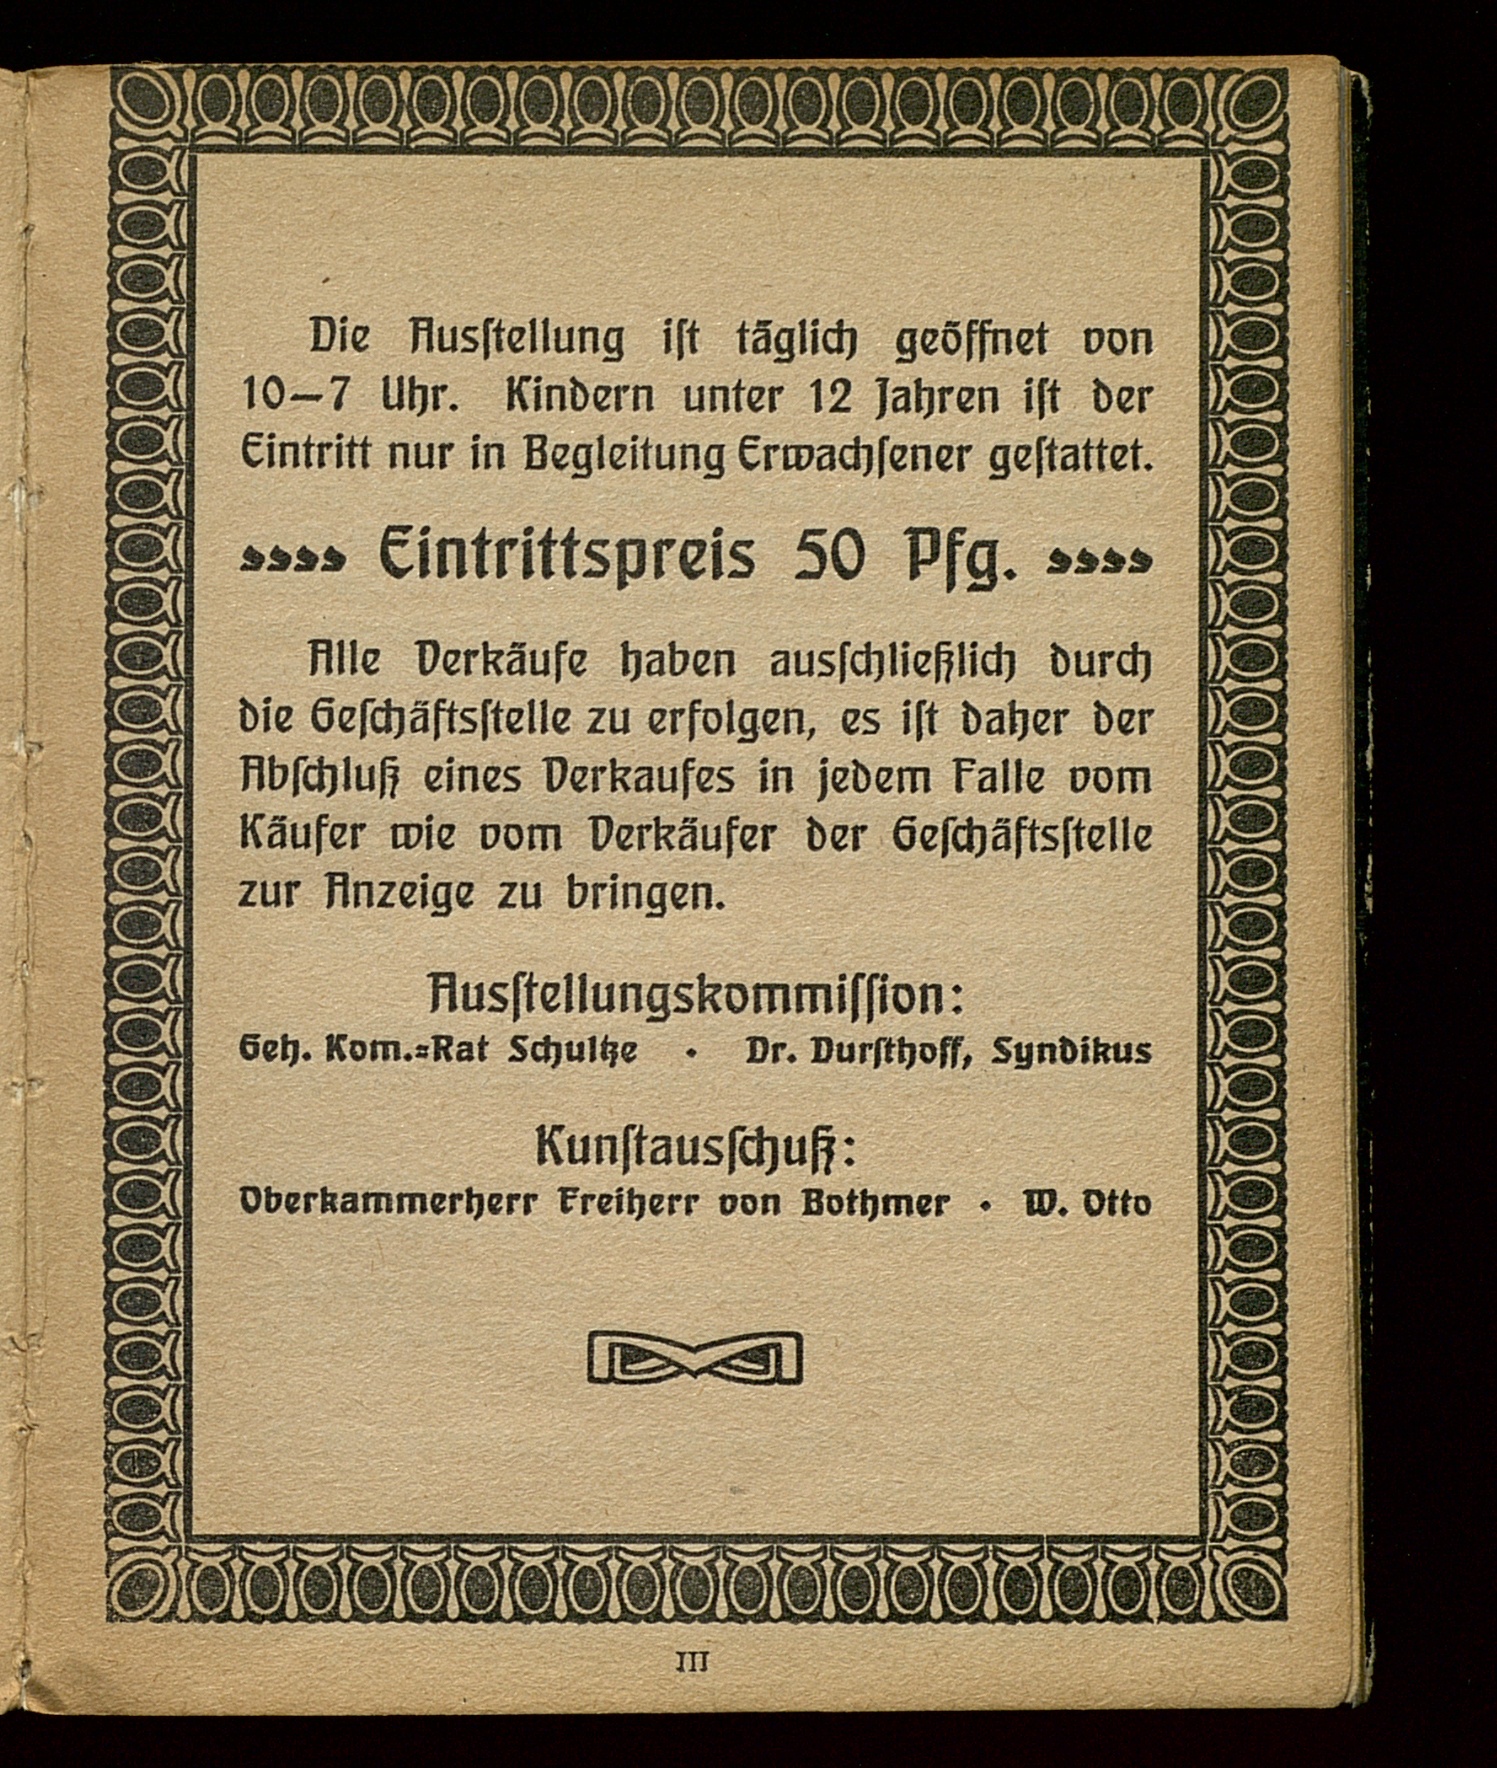 Die Ausſtellung iſt täglich geöffnet von
10—7 Uhr. Kindern unter 12 Jahren iſt der
Eintritt nur in Begleitung Erwachſener geſtattet.
Eintrittspreis 50 Pfg.
Alle Verkäufe haben ausſchließlich durch
die Geſchäftsſtelle zu erfolgen, es iſt daher der
Abſchluß eines Verkaufes in jedem Falle vom
Käufer wie vom Verkäufer der Geſchäftsſtelle
zur Anzeige zu bringen.
Ausſtellungskommiſſion:
Geh. Kom.=Rat Schultze · Dr. Durſthoff, Syndikus
Kunſtausſchuß:
Oberkammerherr Freiherr von Bothmer · W. Otto
III